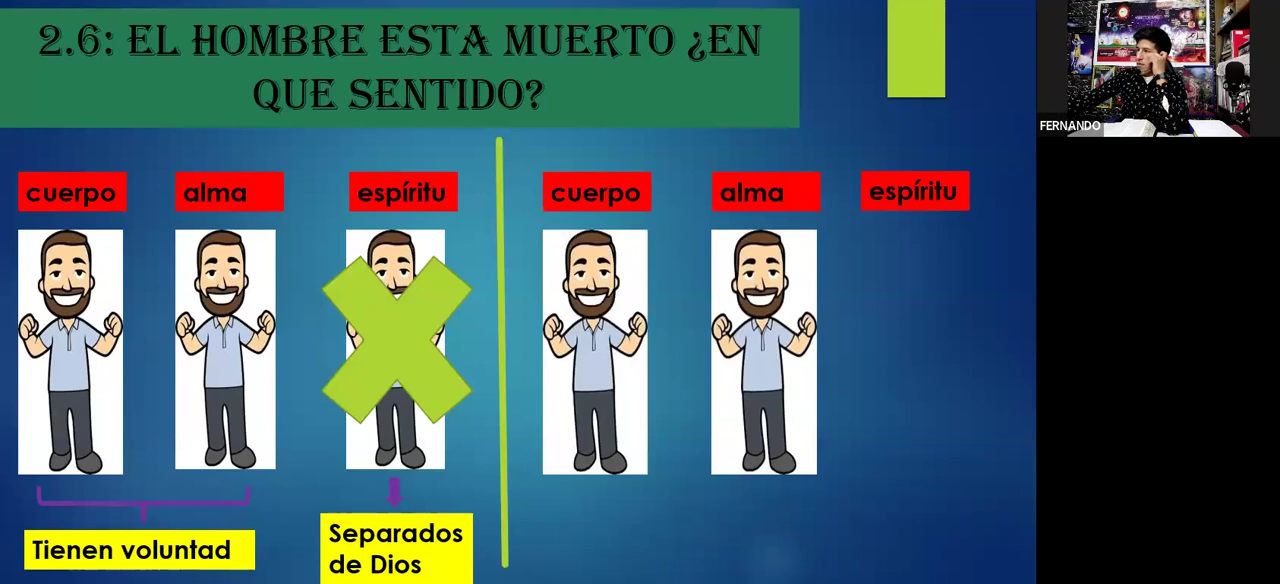 2.6: EL HOMBRE ESTA MUERTO ¿EN
QUE SENTIDO?
FERNANDO
cuerpo
alma
espíritu
cuerpo
alma
espíritu
Tienen voluntad
Separados
de Dios